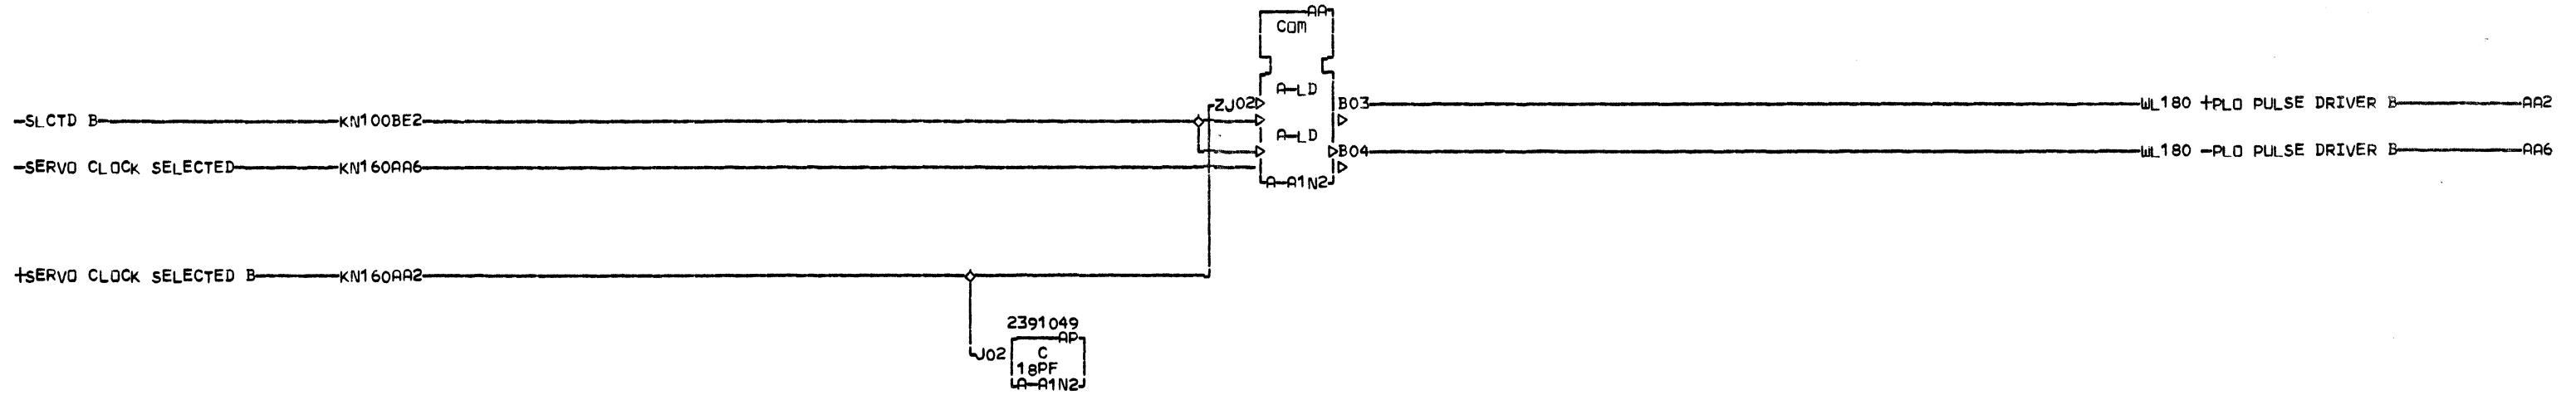 AA
COM
A-LD
ZJ02 B03 WL180 +PLO PULSE DRIVER B AA2
-SLCTD B KN100BE2
A-LD
B04 WL180 -PLO PULSE DRIVER B AA6
-SERVO CLOCK SELECTED KN160AA6
A-A1N2
+SERVO CLOCK SELECTED B KN160AA2
2391049
AP
J02 C
18PF
A-A1N2